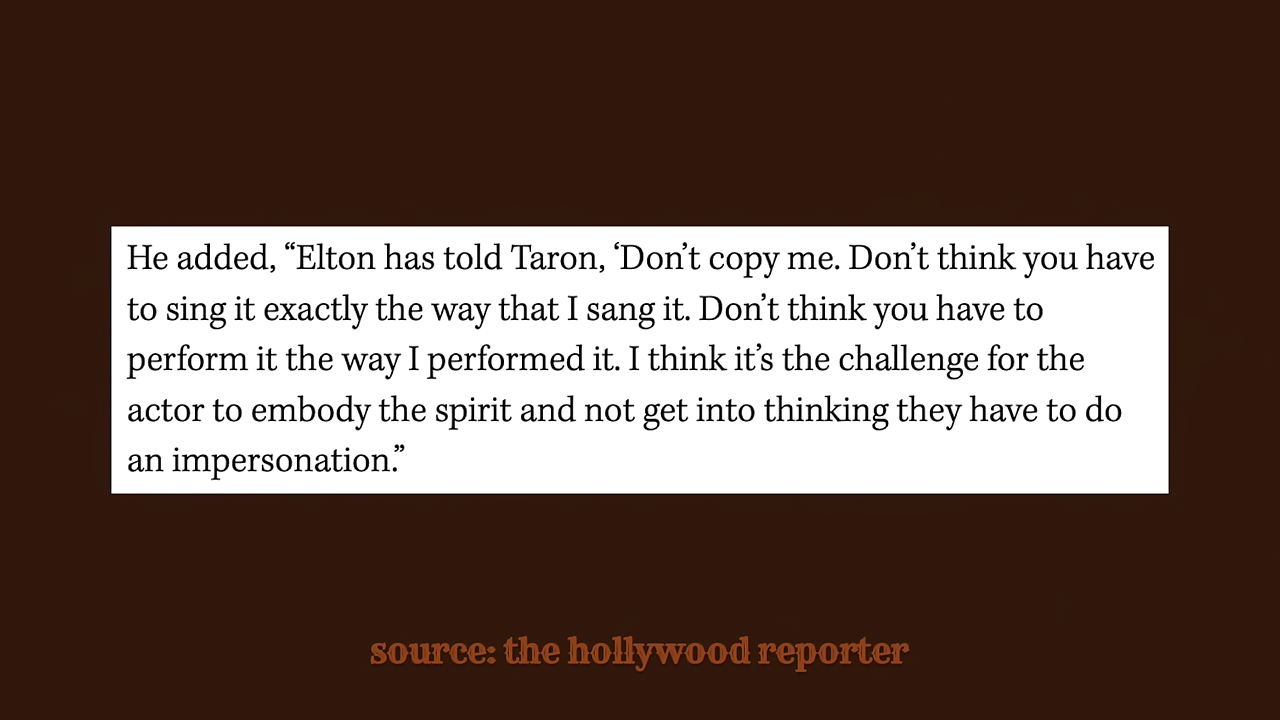 He added, “Elton has told Taron, ‘Don’t copy me. Don’t think you have
to sing it exactly the way that I sang it. Don’t think you have to
perform it the way I performed it. I think it’s the challenge for the
actor to embody the spirit and not get into thinking they have to do
an impersonation.”
source: the hollywood reporter